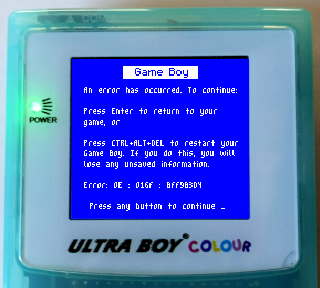 Game Boy
An error has occurred. To continue:
Press Enter to return to your
game, or
Press CTRL+ALT+DEL to restart your
Game Boy. If you do this, you will
lose any unsaved information.
Error: 0E : 016F : BFF9B3D4
Press any button to continue _
POWER
ULTRA BOY COLOUR